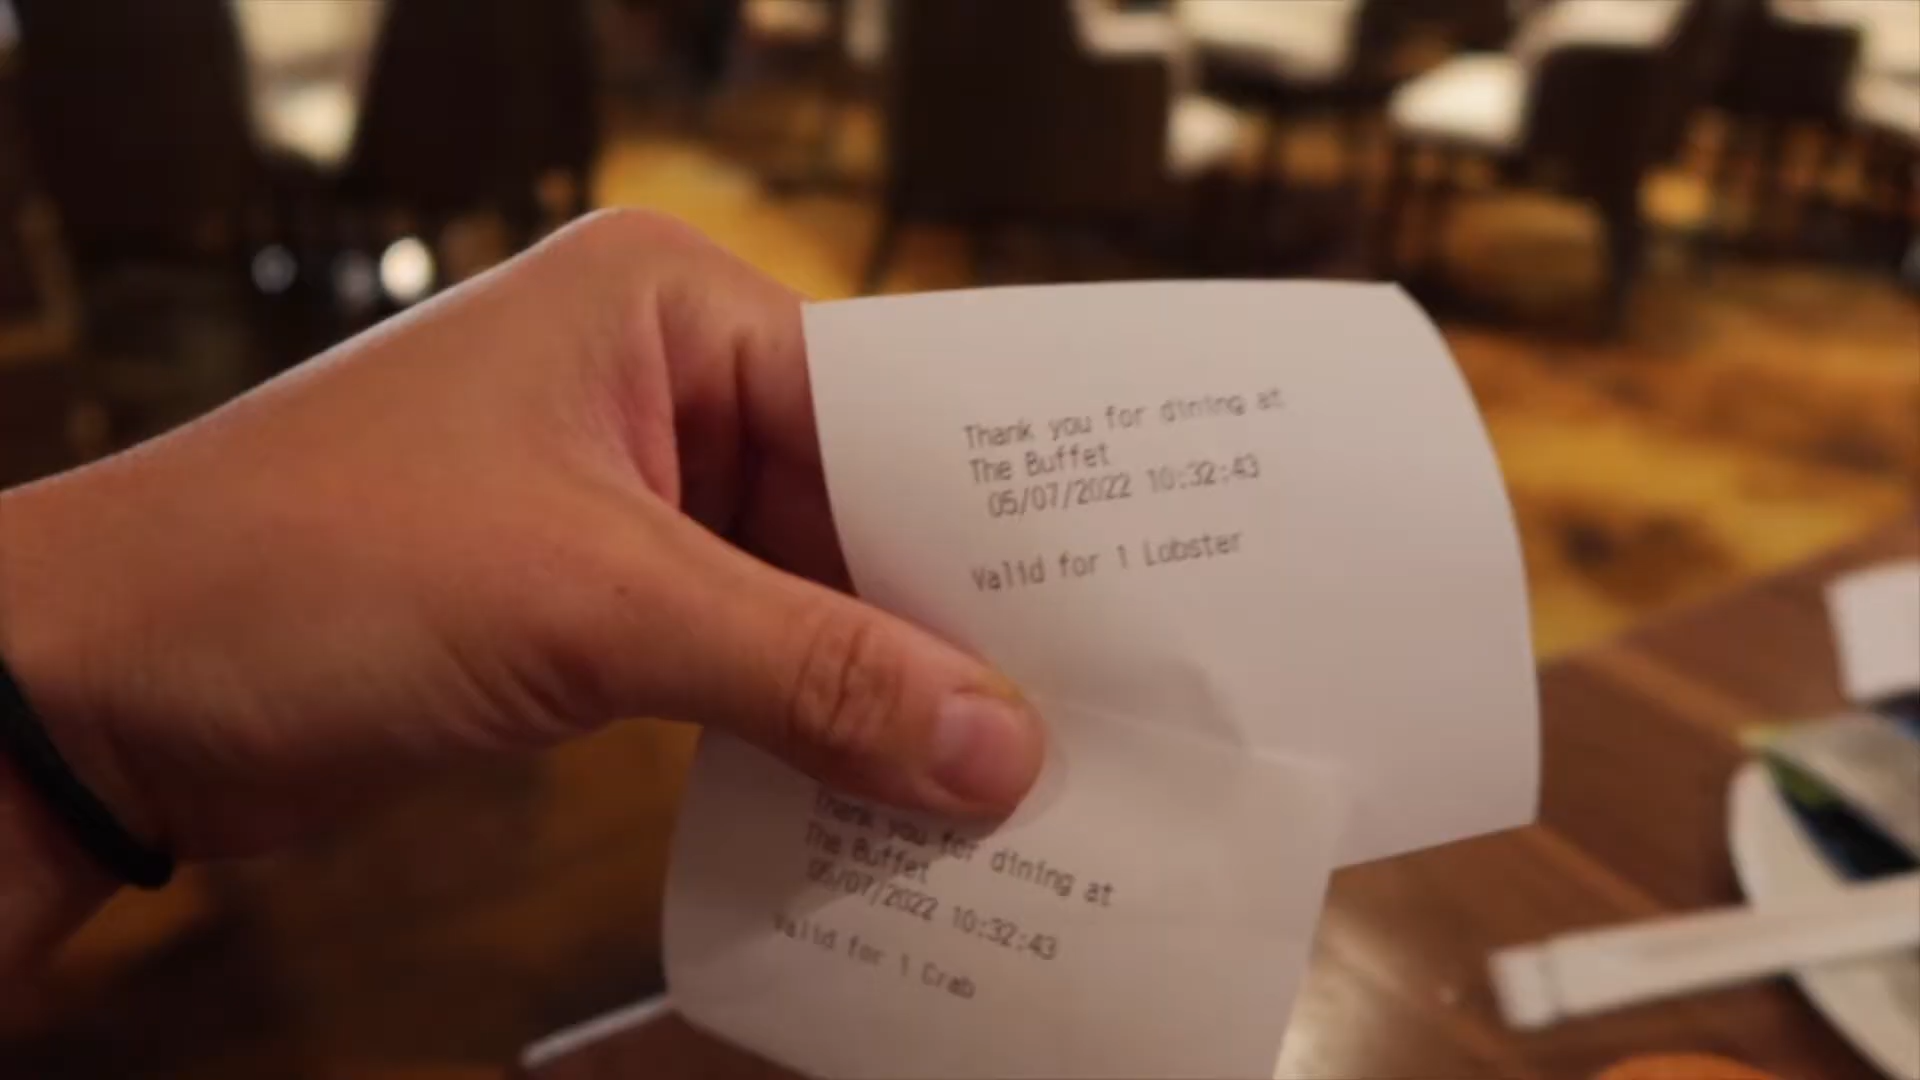 Thank you for dining at
The Buffet
05/07/2022 10:32:43
Valid for 1 Lobster
Thank you for dining at
The Buffet
05/07/2022 10:32:43
Valid for 1 Crab